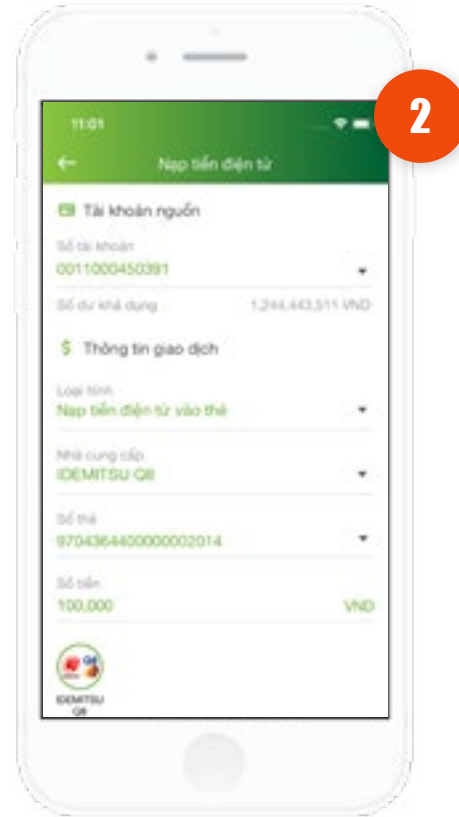 2
11:01
Nạp tiền điện tử
Tài khoản nguồn
Số tài khoản
0011000450391
Số dư khả dụng 1,244,443,511 VND
$ Thông tin giao dịch
Loại hình
Nạp tiền điện tử vào thẻ
Nhà cung cấp
IDEMITSU Q8
Số thẻ
9704364400000002014
Số tiền
100,000 VND
IDEMITSU
Q8